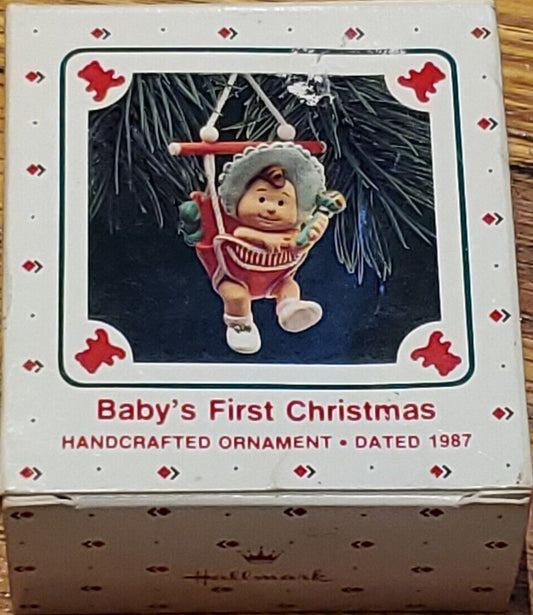 Baby's First Christmas
HANDCRAFTED ORNAMENT • DATED 1987
Hallmark